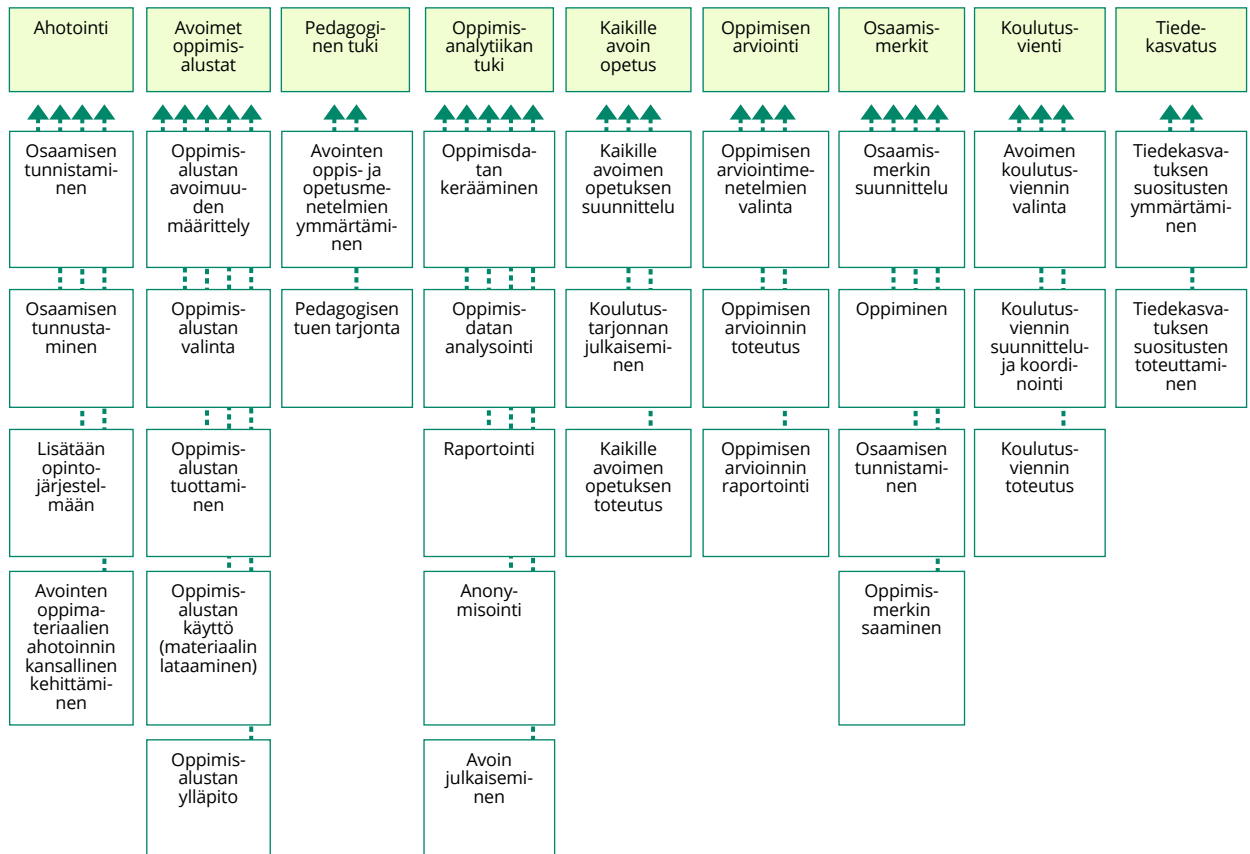 Ahotointi
Avoimet
oppimis-
alustat
Pedagogi-
nen tuki
Oppimis-
analytiikan
tuki
Kaikille
avoin
opetus
Oppimisen
arviointi
Osaamis-
merkit
Koulutus-
vienti
Tiede-
kasvatus
Osaamisen
tunnistami-
nen
Oppimis-
alustan
avoimuu-
den
määrittely
Avointen
oppis- ja
opetusme-
netelmien
ymmärtämi-
nen
Oppimisda-
tan
kerääminen
Kaikille
avoimen
opetuksen
suunnittelu
Oppimisen
arviointime-
netelmien
valinta
Osaamis-
merkin
suunnittelu
Avoimen
koulutus-
viennin
valinta
Tiedekasva-
tuksen
suositusten
ymmärtämi-
nen
Osaamisen
tunnusta-
minen
Oppimis-
alustan
valinta
Pedagogisen
tuen tarjonta
Oppimis-
datan
analysointi
Koulutus-
tarjonnan
julkaisemi-
nen
Oppimisen
arvioinnin
toteutus
Oppiminen
Koulutus-
viennin
suunnittelu-
ja koordi-
nointi
Tiedekasva-
tuksen
suositusten
toteuttami-
nen
Lisätään
opinto-
järjestel-
mään
Oppimis-
alustan
tuottami-
nen
Raportointi
Kaikille
avoimen
opetuksen
toteutus
Oppimisen
arvioinnin
raportointi
Osaamisen
tunnistami-
nen
Koulutus-
viennin
toteutus
Avointen
oppima-
teriaalien
ahotoinnin
kansallinen
kehittämi-
nen
Oppimis-
alustan
käyttö
(materiaalin
lataaminen)
Anony-
misointi
Oppimis-
merkin
saaminen
Oppimis-
alustan
ylläpito
Avoin
julkaisemi-
nen